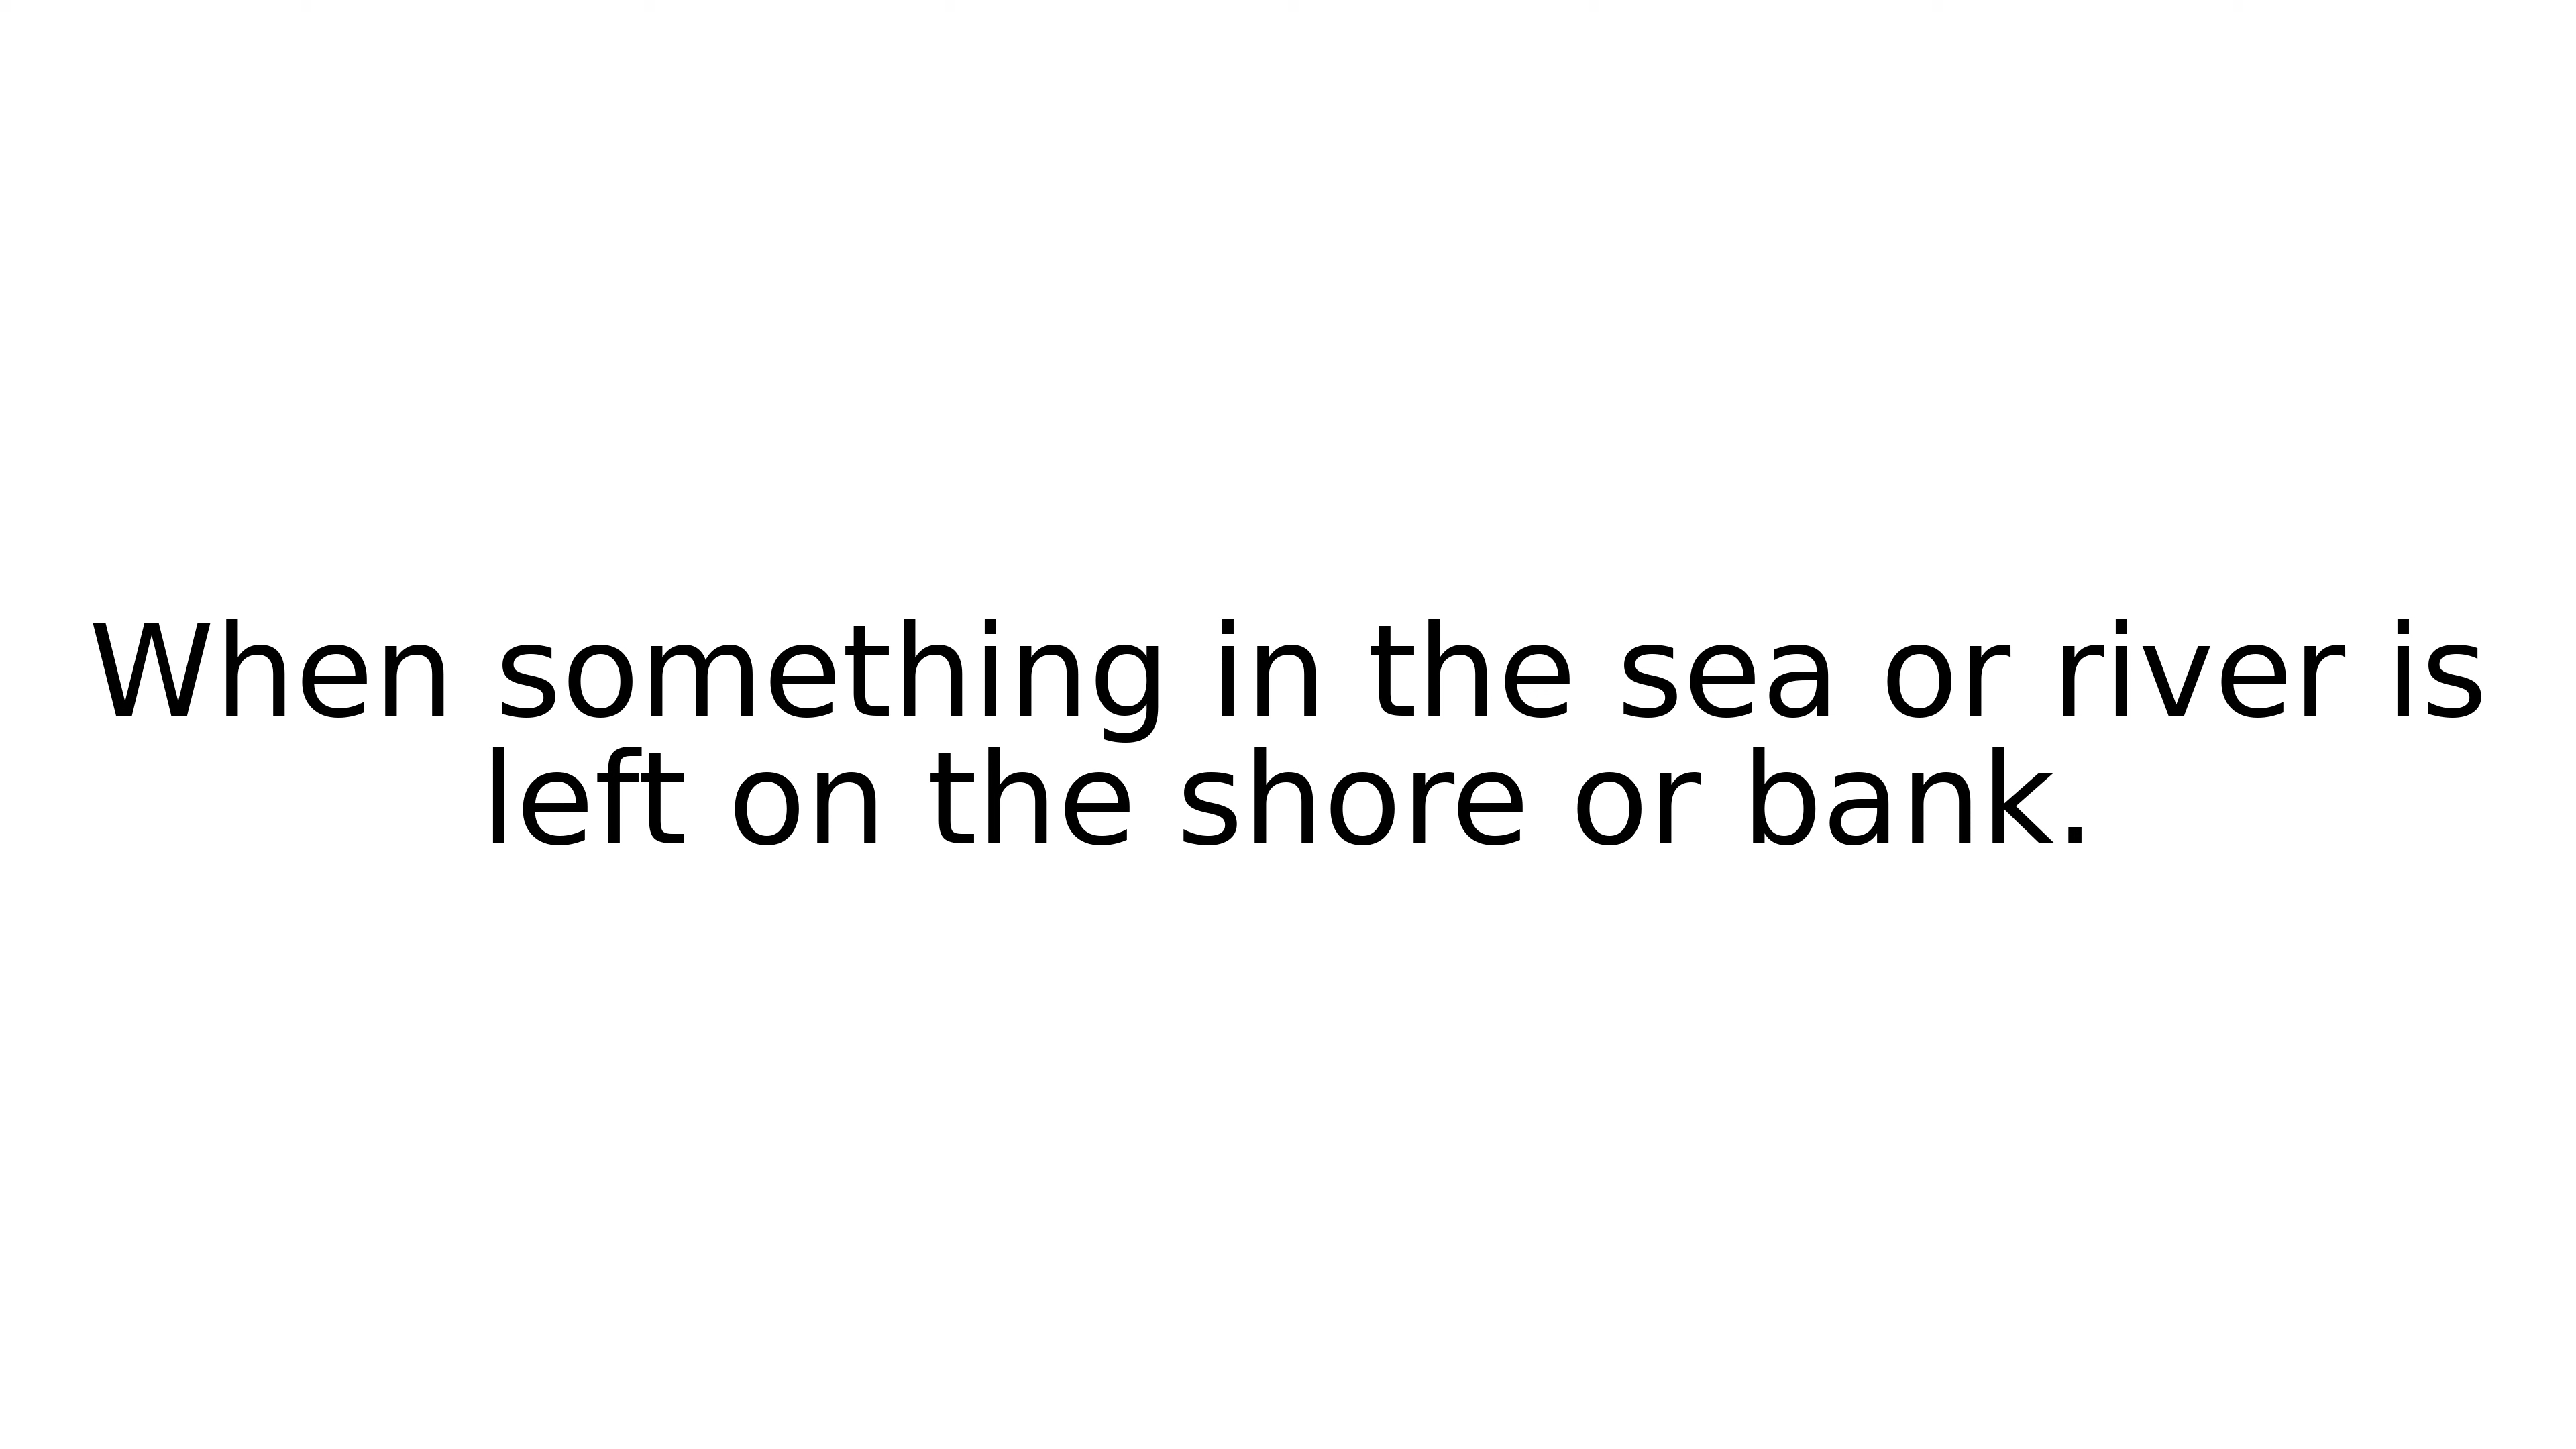 When something in the sea or river is
left on the shore or bank.